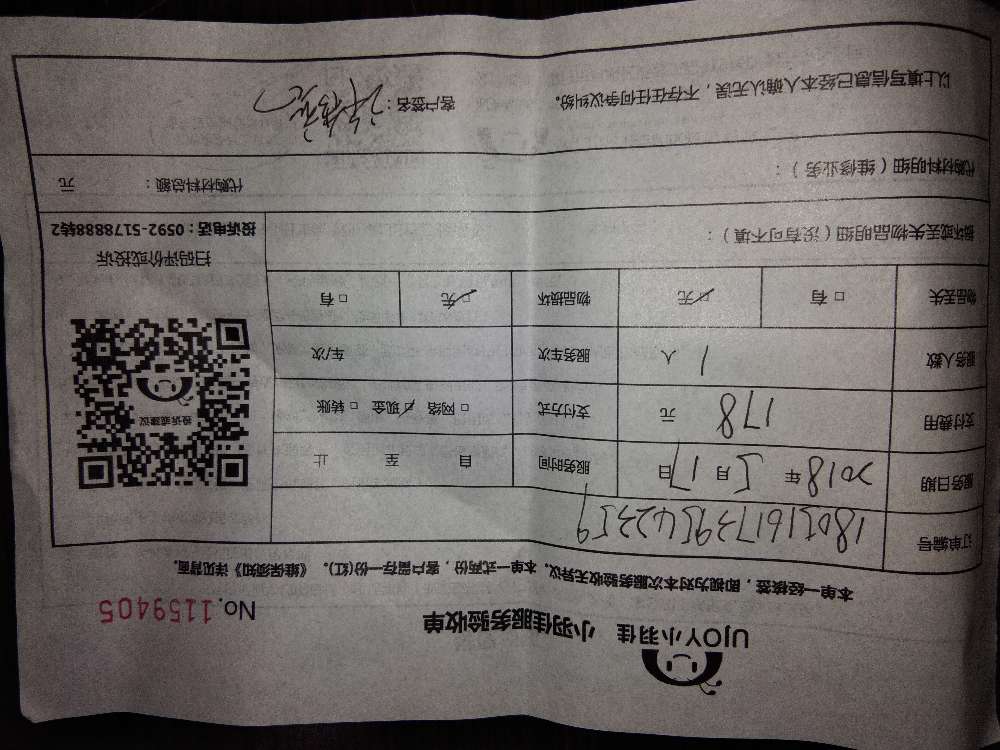 UJOY小羽佳 小羽佳服务验收单
No.1159405
本单一经核签，即视为对本次服务验收无异议。本单一式两份，客户留存一份(红)。《维保须知》详见背面。
订单编号
服务日期 2018年 5月 17日 服务时间 自 至 止
支付费用 178 元 支付方式 □ 网络 ☑ 现金 □ 转账
服务人数 1 人 服务车次 车/次
物品丢失 □ 有 ☑ 无 物品损坏 ☑ 无 □ 有
投诉或建议
扫码评价或投诉
投诉电话：0592-5178888转2
损坏或丢失物品明细（没有可不填）：
代购材料明细（维修业务）： 代购材料总额： 元
以上填写信息已经本人确认无误，不存在任何争议纠纷。 客户签名：